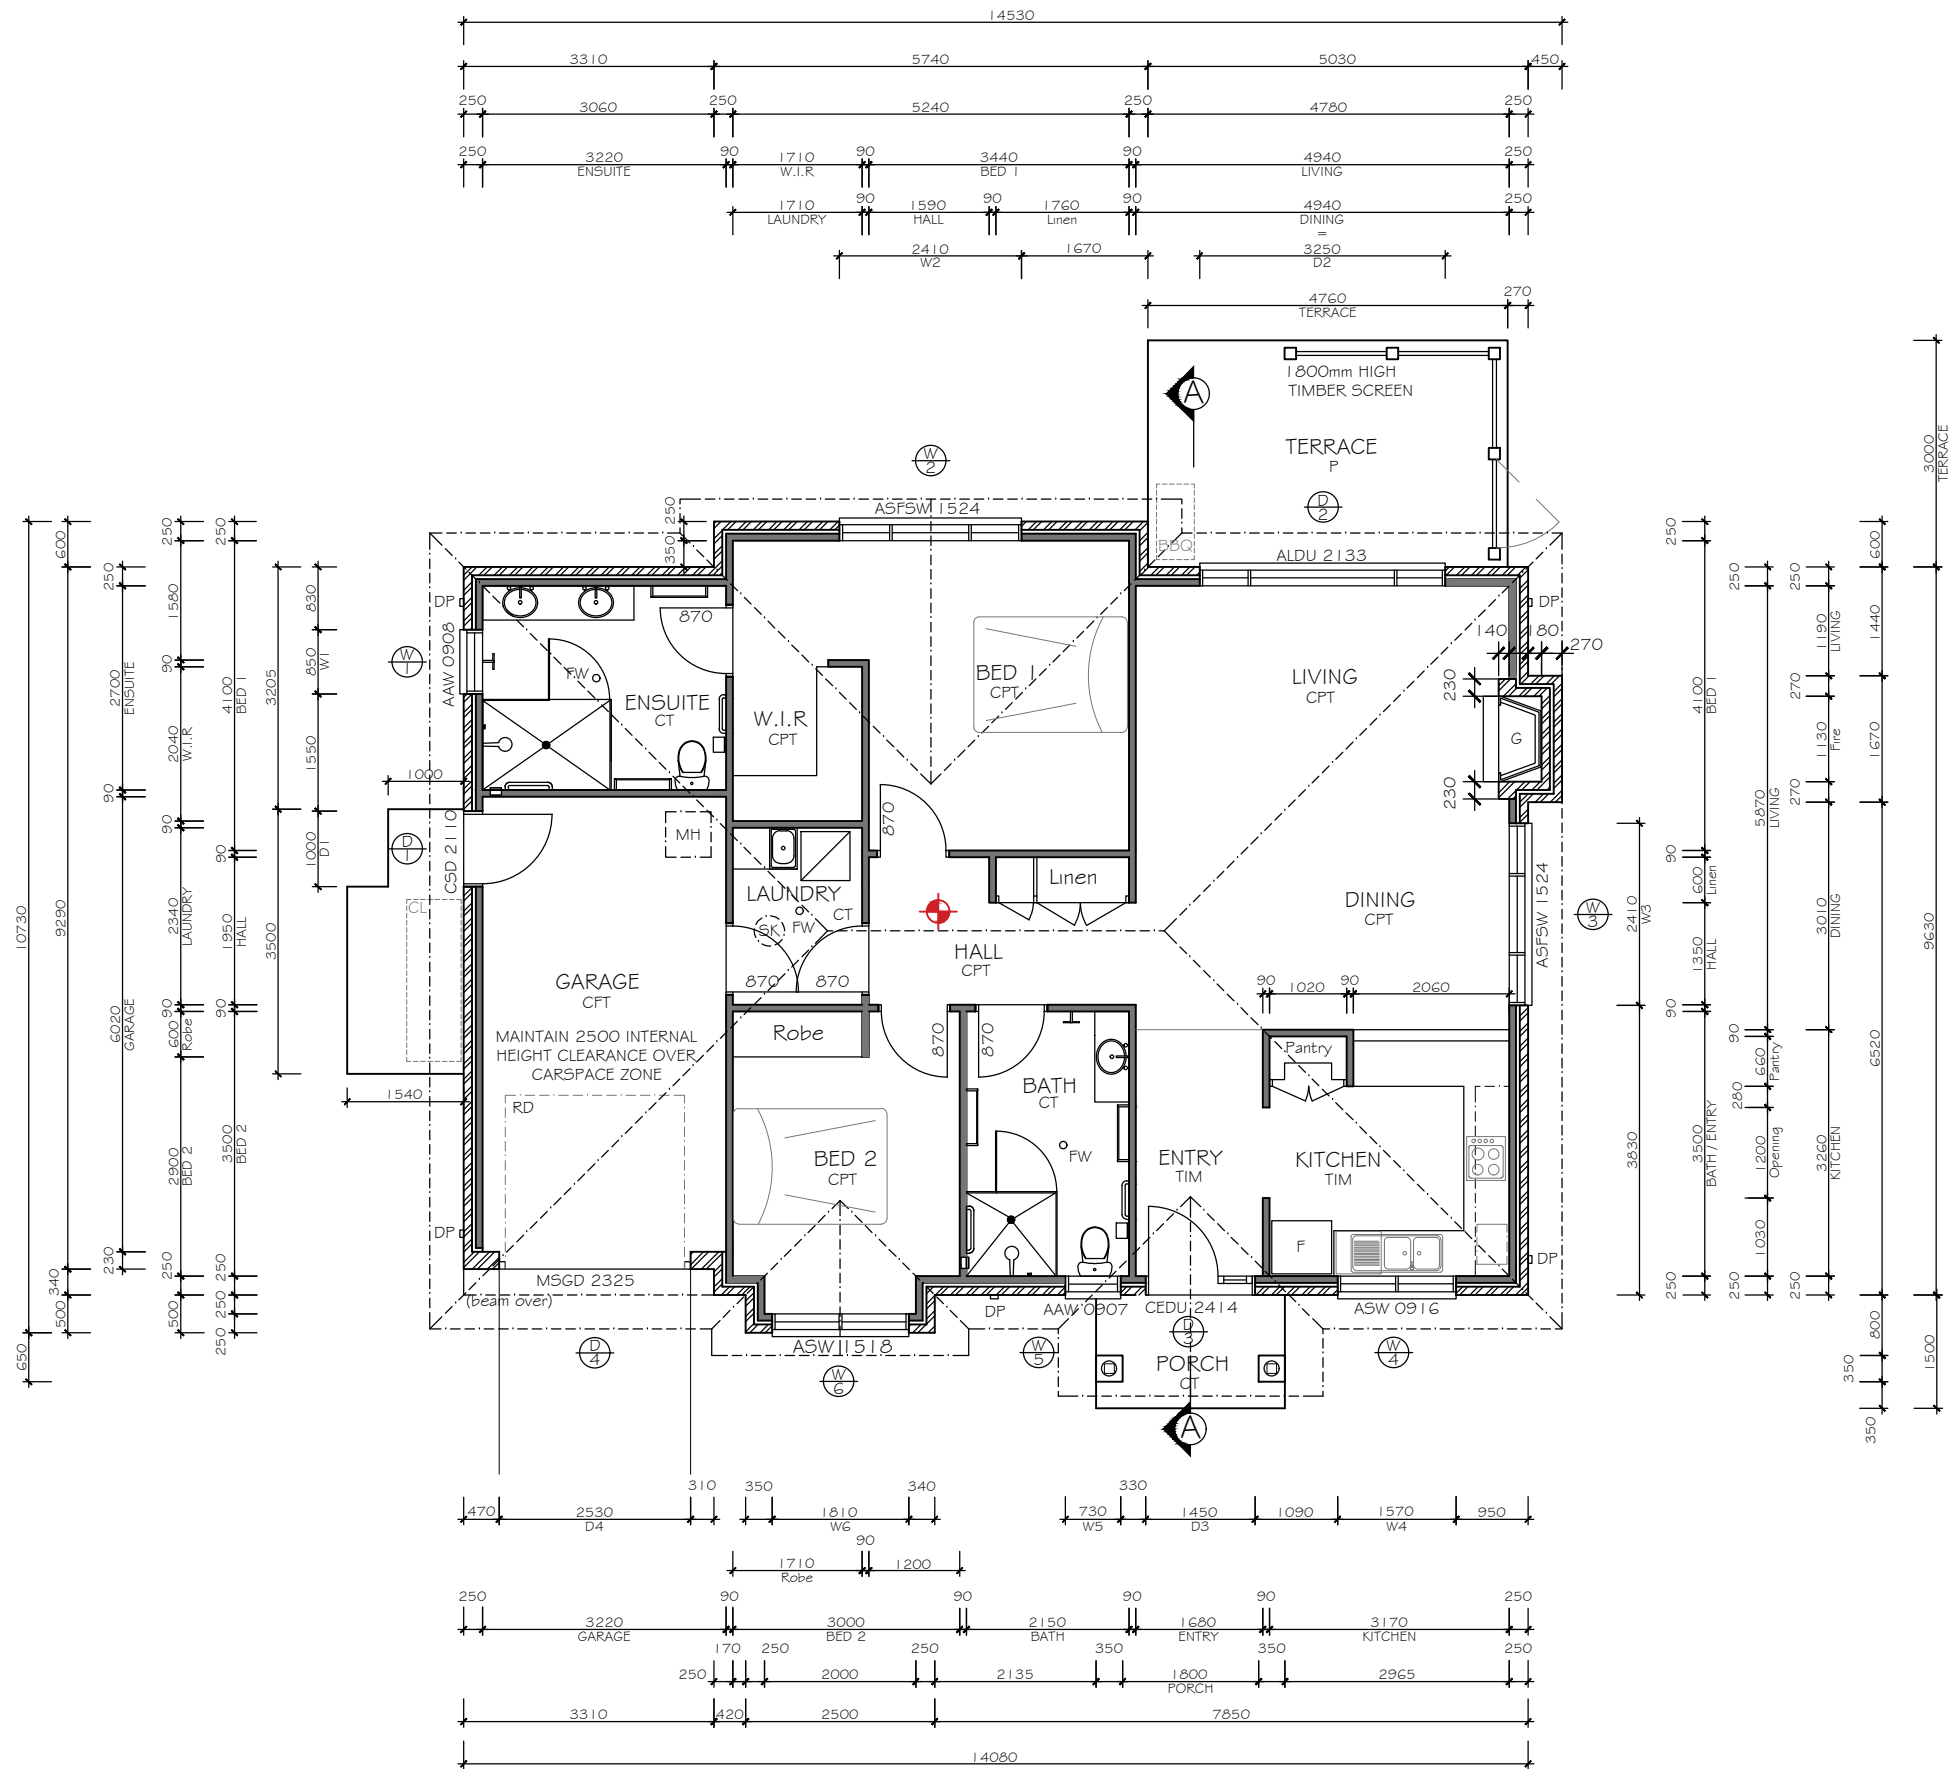 14530
3310 5740 5030 450
250 3060 250 5240 250 4780 250
250 3220 90 1710 90 3440 90 4940 250
ENSUITE W.I.R BED 1 LIVING
1710 90 1590 90 1760 90 4940 250
LAUNDRY HALL Linen DINING
=
2410 1670 3250
W2 D2
4760 270
TERRACE
1800mm HIGH
TIMBER SCREEN
A
TERRACE
P
D
2
BBQ
3000
TERRACE
W
2
ASFSW 1524
ALDU 2133
250
350
DP
DP
W
1
AAW 0908
870
FW
ENSUITE
CT
W.I.R
CPT
BED 1
CPT
LIVING
CPT
140 180 270
230
G
230
1000
D
1
CSD 2110
CL
MH
870
LAUNDRY
CT
FW
SK
870 870
Linen
HALL
CPT
DINING
CPT
W
3
ASFSW 1524
90 1020 90 2060
GARAGE
CFT
MAINTAIN 2500 INTERNAL
HEIGHT CLEARANCE OVER
CARSPACE ZONE
1540
RD
Robe
870
870
Pantry
BATH
CT
FW
BED 2
CPT
ENTRY
TIM
KITCHEN
TIM
F
DP
DP
MSGD 2325
(beam over)
DP
AAW 0907
CEDU 2414
ASW 0916
ASW 1518
D
4
W
6
W
5
D
3
W
4
PORCH
CT
A
10730
650
600
9290
340
500
250
2700
ENSUITE
90
6020
GARAGE
230
250
1580
90
2040
W.I.R
90
2340
LAUNDRY
90
600
Robe
2900
BED 2
250
500
250
4100
BED 1
90
1950
HALL
90
3500
BED 2
250
250
250
3205
3500
830
850
W1
1550
1000
D1
2410
W3
3830
250
4100
BED 1
90
600
Linen
1350
HALL
90
3500
BATH / ENTRY
250
250
5870
LIVING
90
660
Pantry
280
1200
Opening
1030
250
250
1190
LIVING
270
1130
Fire
270
3010
DINING
3260
KITCHEN
250
600
1440
1670
6520
800
350
350
9630
1500
310 350 340 330
470 2530 1810 730 1450 1090 1570 950
D4 W6 W5 D3 W4
90
1710 1200
Robe
250 90 90 90 90 250
3220 3000 2150 1680 3170
GARAGE BED 2 BATH ENTRY KITCHEN
170 250 250 350 350 250
250 2000 2135 1800 2965
PORCH
3310 420 2500 7850
14080